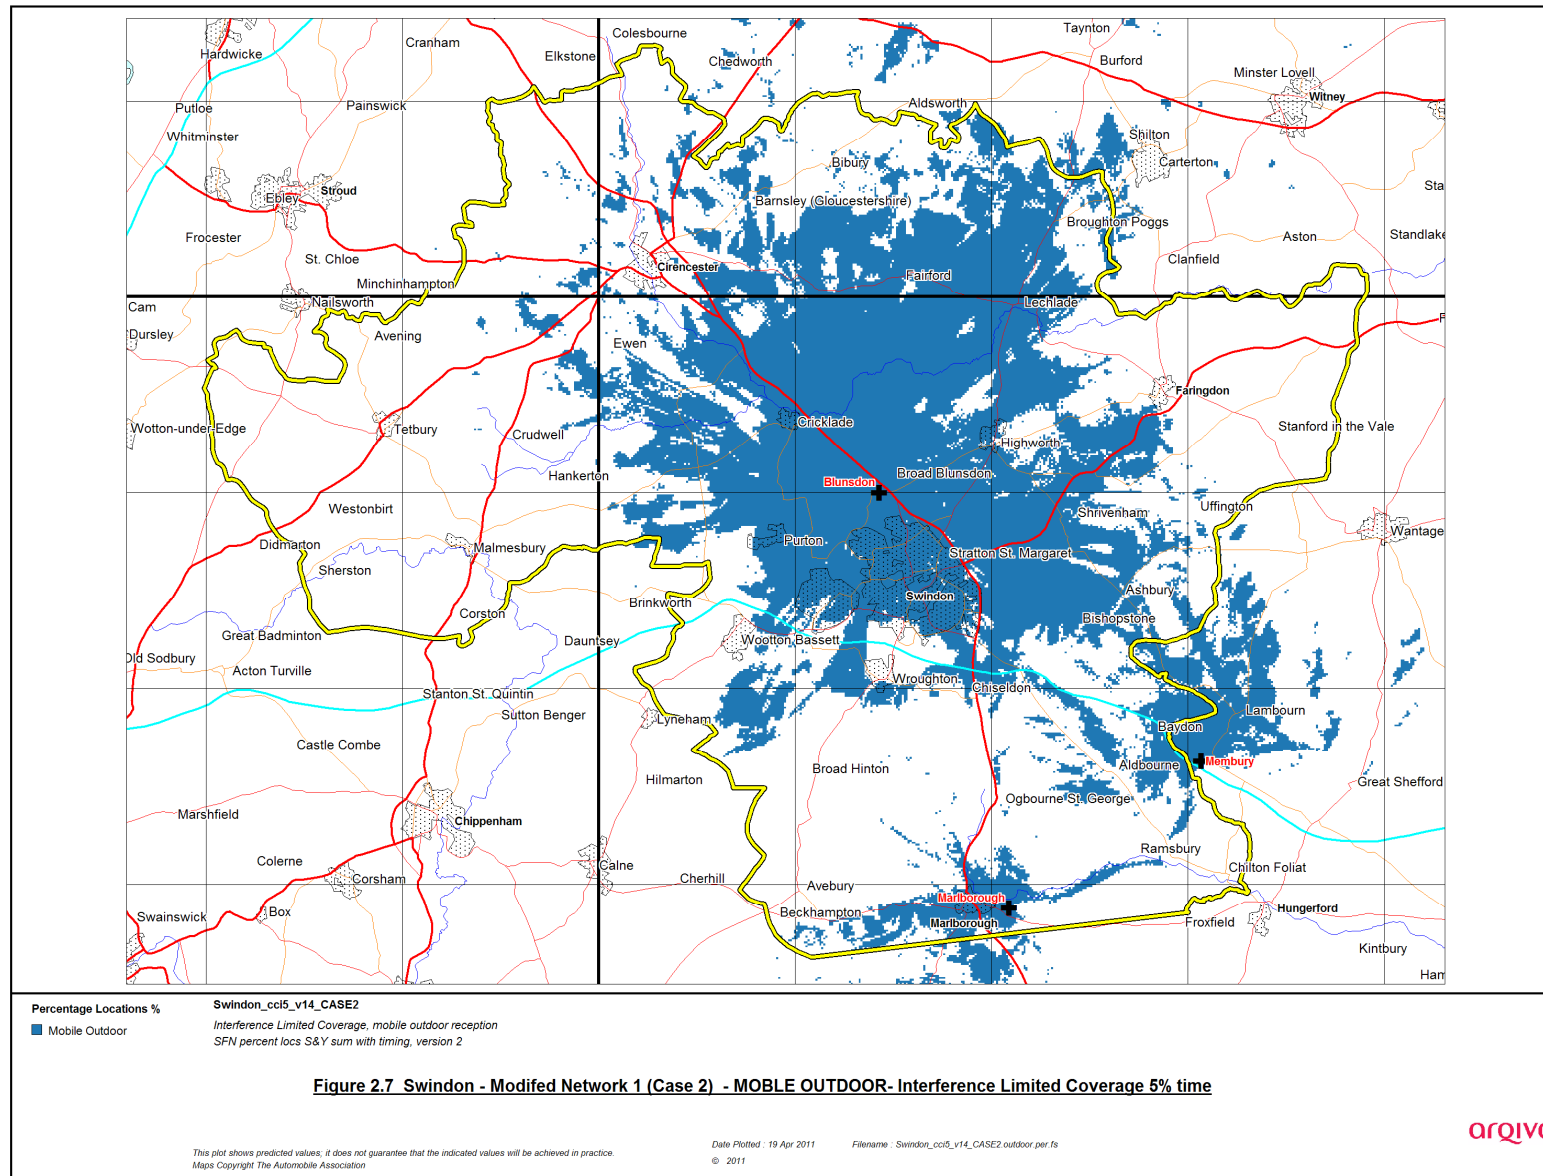 Colesbourne
Taynton
Cranham
Hardwicke
Elkstone
Chedworth
Burford
Minster Lovell
Witney
Putloe
Painswick
Aldsworth
Whitminster
Shilton
Bibury
Carterton
Stroud
Sta
Ebley
Barnsley (Gloucestershire)
Broughton Poggs
Frocester
Aston
Standlake
St. Chloe
Clanfield
Cirencester
Fairford
Minchinhampton
Nailsworth
Lechlade
Cam
Dursley
Avening
Ewen
F
Faringdon
Cricklade
Wotton-under-Edge
Tetbury
Crudwell
Stanford in the Vale
Highworth
Hankerton
Broad Blunsdon
Blunsdon
Westonbirt
Uffington
Shrivenham
Wantage
Didmarton
Malmesbury
Purton
Stratton St. Margaret
Sherston
Ashbury
Swindon
Brinkworth
Corston
Bishopstone
Great Badminton
Dauntsey
Wootton Bassett
Old Sodbury
Acton Turville
Wroughton
Chiseldon
Stanton St. Quintin
Sutton Benger
Lyneham
Lambourn
Baydon
Castle Combe
Membury
Aldbourne
Broad Hinton
Hilmarton
Great Shefford
Ogbourne St. George
Marshfield
Chippenham
Ramsbury
Colerne
Calne
Chilton Foliat
Corsham
Cherhill
Avebury
Marlborough
Box
Swainswick
Beckhampton
Hungerford
Marlborough
Froxfield
Kintbury
Ham
Percentage Locations %
Mobile Outdoor
Swindon_cci5_v14_CASE2
Interference Limited Coverage, mobile outdoor reception
SFN percent locs S&Y sum with timing, version 2
Figure 2.7 Swindon - Modifed Network 1 (Case 2) - MOBLE OUTDOOR- Interference Limited Coverage 5% time
arqiva
Date Plotted : 19 Apr 2011 Filename : Swindon_cci5_v14_CASE2.outdoor.per.fs
This plot shows predicted values; it does not guarantee that the indicated values will be achieved in practice.
Maps Copyright The Automobile Association
© 2011